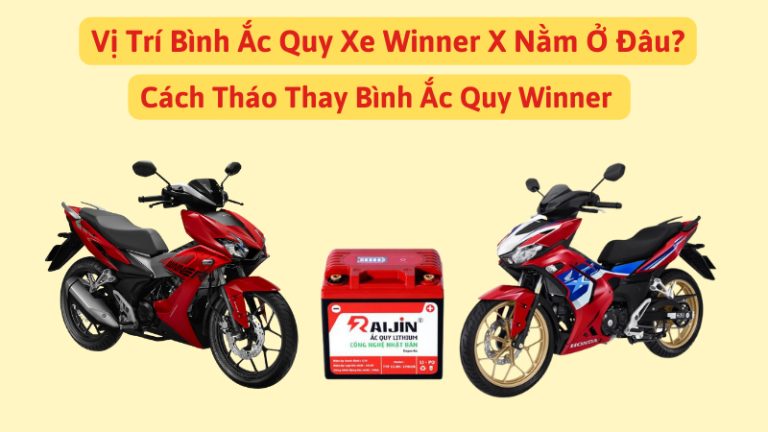 Vị Trí Bình Ắc Quy Xe Winner X Nằm Ở Đâu?
Cách Tháo Thay Bình Ắc Quy Winner
RAIJIN®
ẮC QUY LITHIUM
CÔNG NGHỆ NHẬT BẢN
HONDA